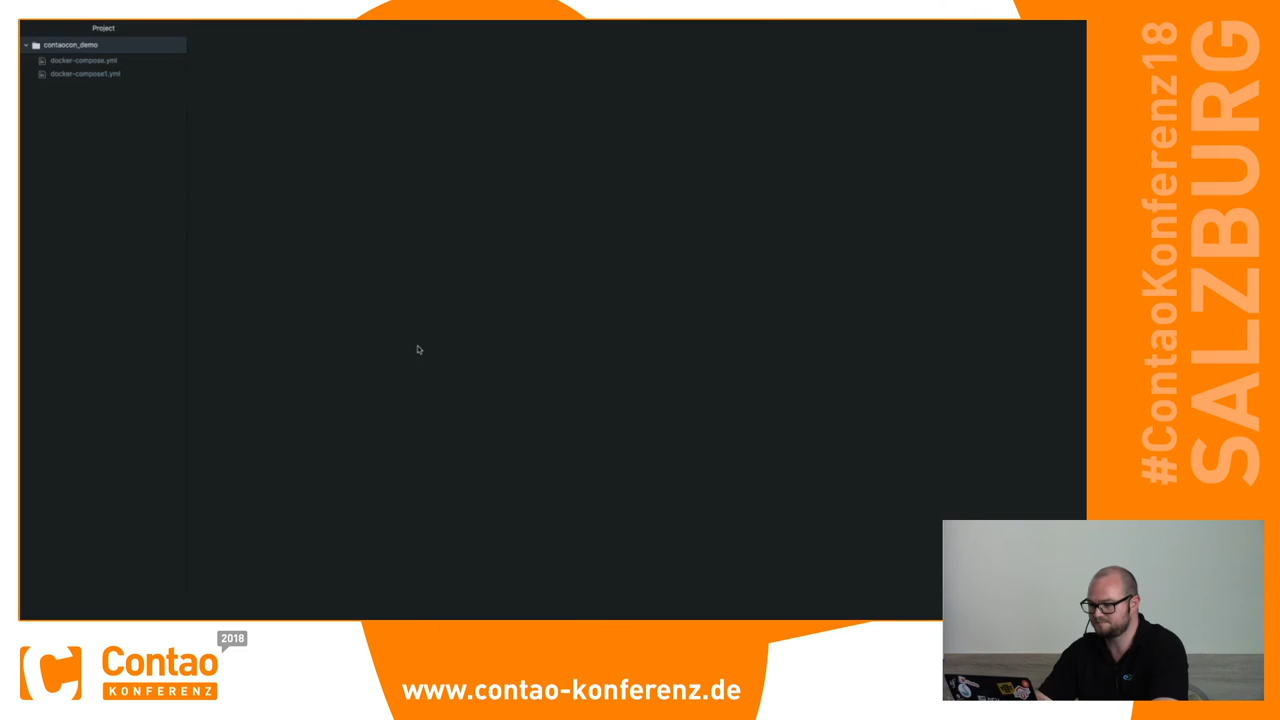 Project
contaocon_demo
docker-compose.yml
docker-compose1.yml
#ContaoKonferenz18
SALZBURG
2018
Contao
KONFERENZ
www.contao-konferenz.de